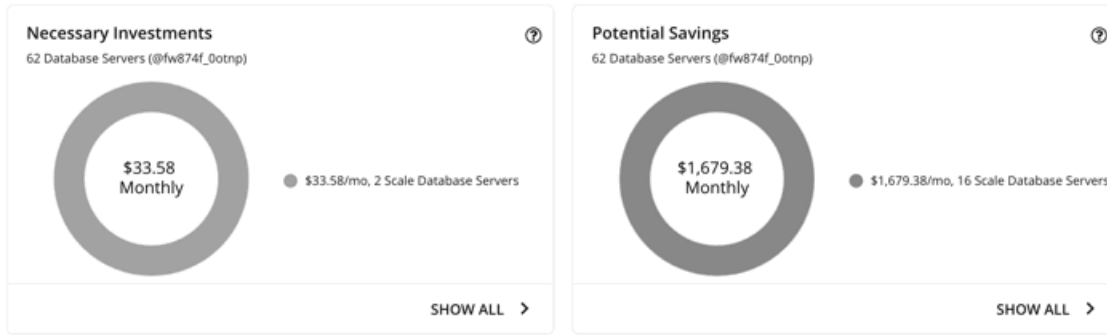 Necessary Investments
62 Database Servers (@fw874f_0otnp)
$33.58
Monthly
$33.58/mo, 2 Scale Database Servers
SHOW ALL
Potential Savings
62 Database Servers (@fw874f_0otnp)
$1,679.38
Monthly
$1,679.38/mo, 16 Scale Database Servers
SHOW ALL